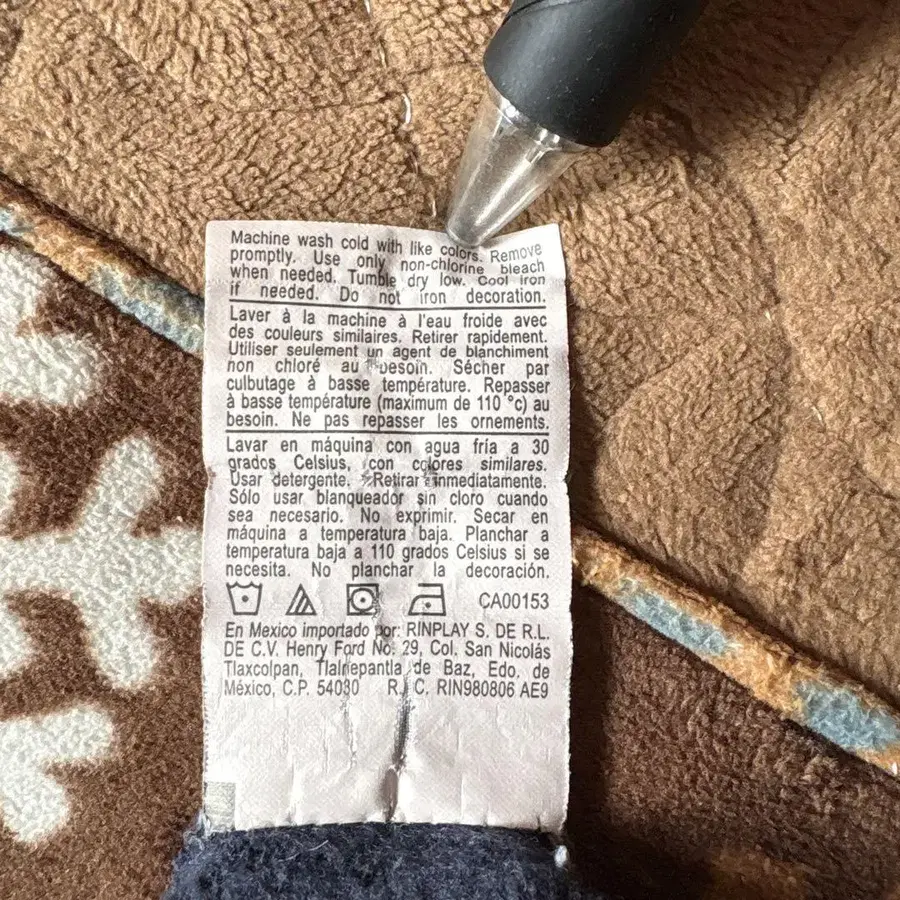 Machine wash cold with like colors. Remove
promptly. Use only non-chlorine bleach
when needed. Tumble dry low. Cool iron
if needed. Do not iron decoration.
Laver à la machine à l'eau froide avec
des couleurs similaires. Retirer rapidement.
Utiliser seulement un agent de blanchiment
non chloré au besoin. Sécher par
culbutage à basse température. Repasser
à basse température (maximum de 110 °c) au
besoin. Ne pas repasser les ornements.
Lavar en máquina con agua fría a 30
grados Celsius, con colores similares.
Usar detergente. Retirar inmediatamente.
Sólo usar blanqueador sin cloro cuando
sea necesario. No exprimir. Secar en
máquina a temperatura baja. Planchar a
temperatura baja a 110 grados Celsius si se
necesita. No planchar la decoración.
CA00153
En Mexico importado por: RINPLAY S. DE R.L.
DE C.V. Henry Ford No. 29, Col. San Nicolás
Tlaxcolpan, Tlalnepantla de Baz, Edo. de
México, C.P. 54030 R. C. RIN980806 AE9